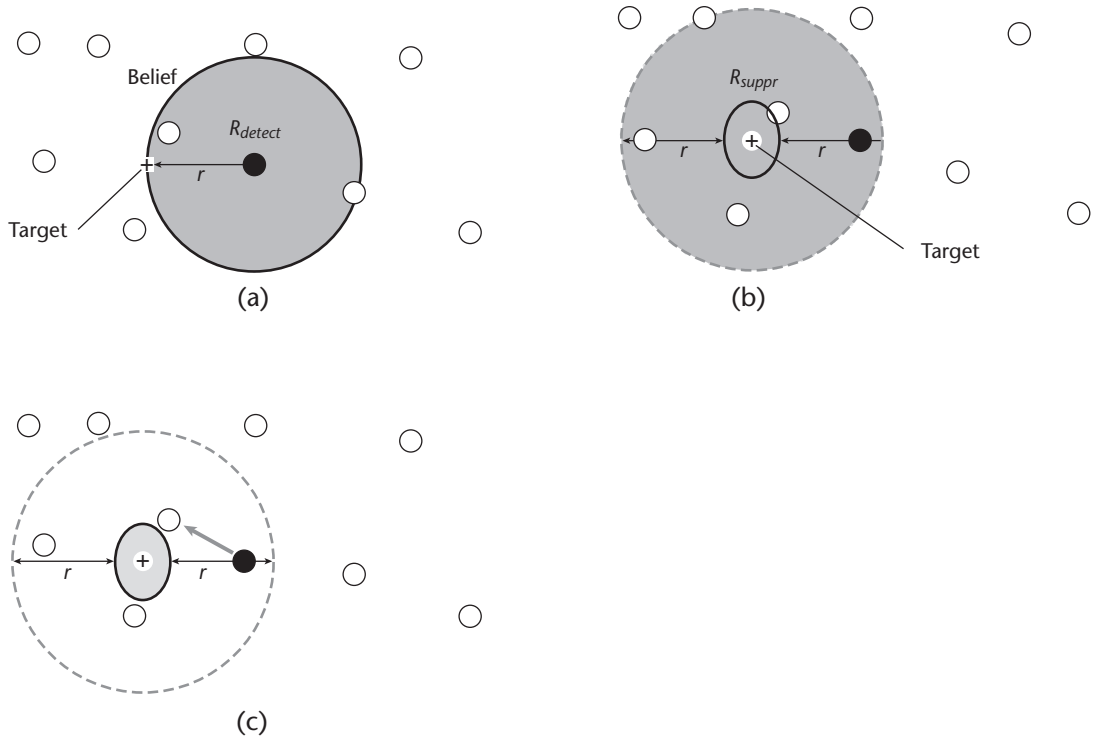 Belief
R_detect
+
r
Target
(a)
R_suppr
+
r
r
Target
(b)
+
r
r
(c)